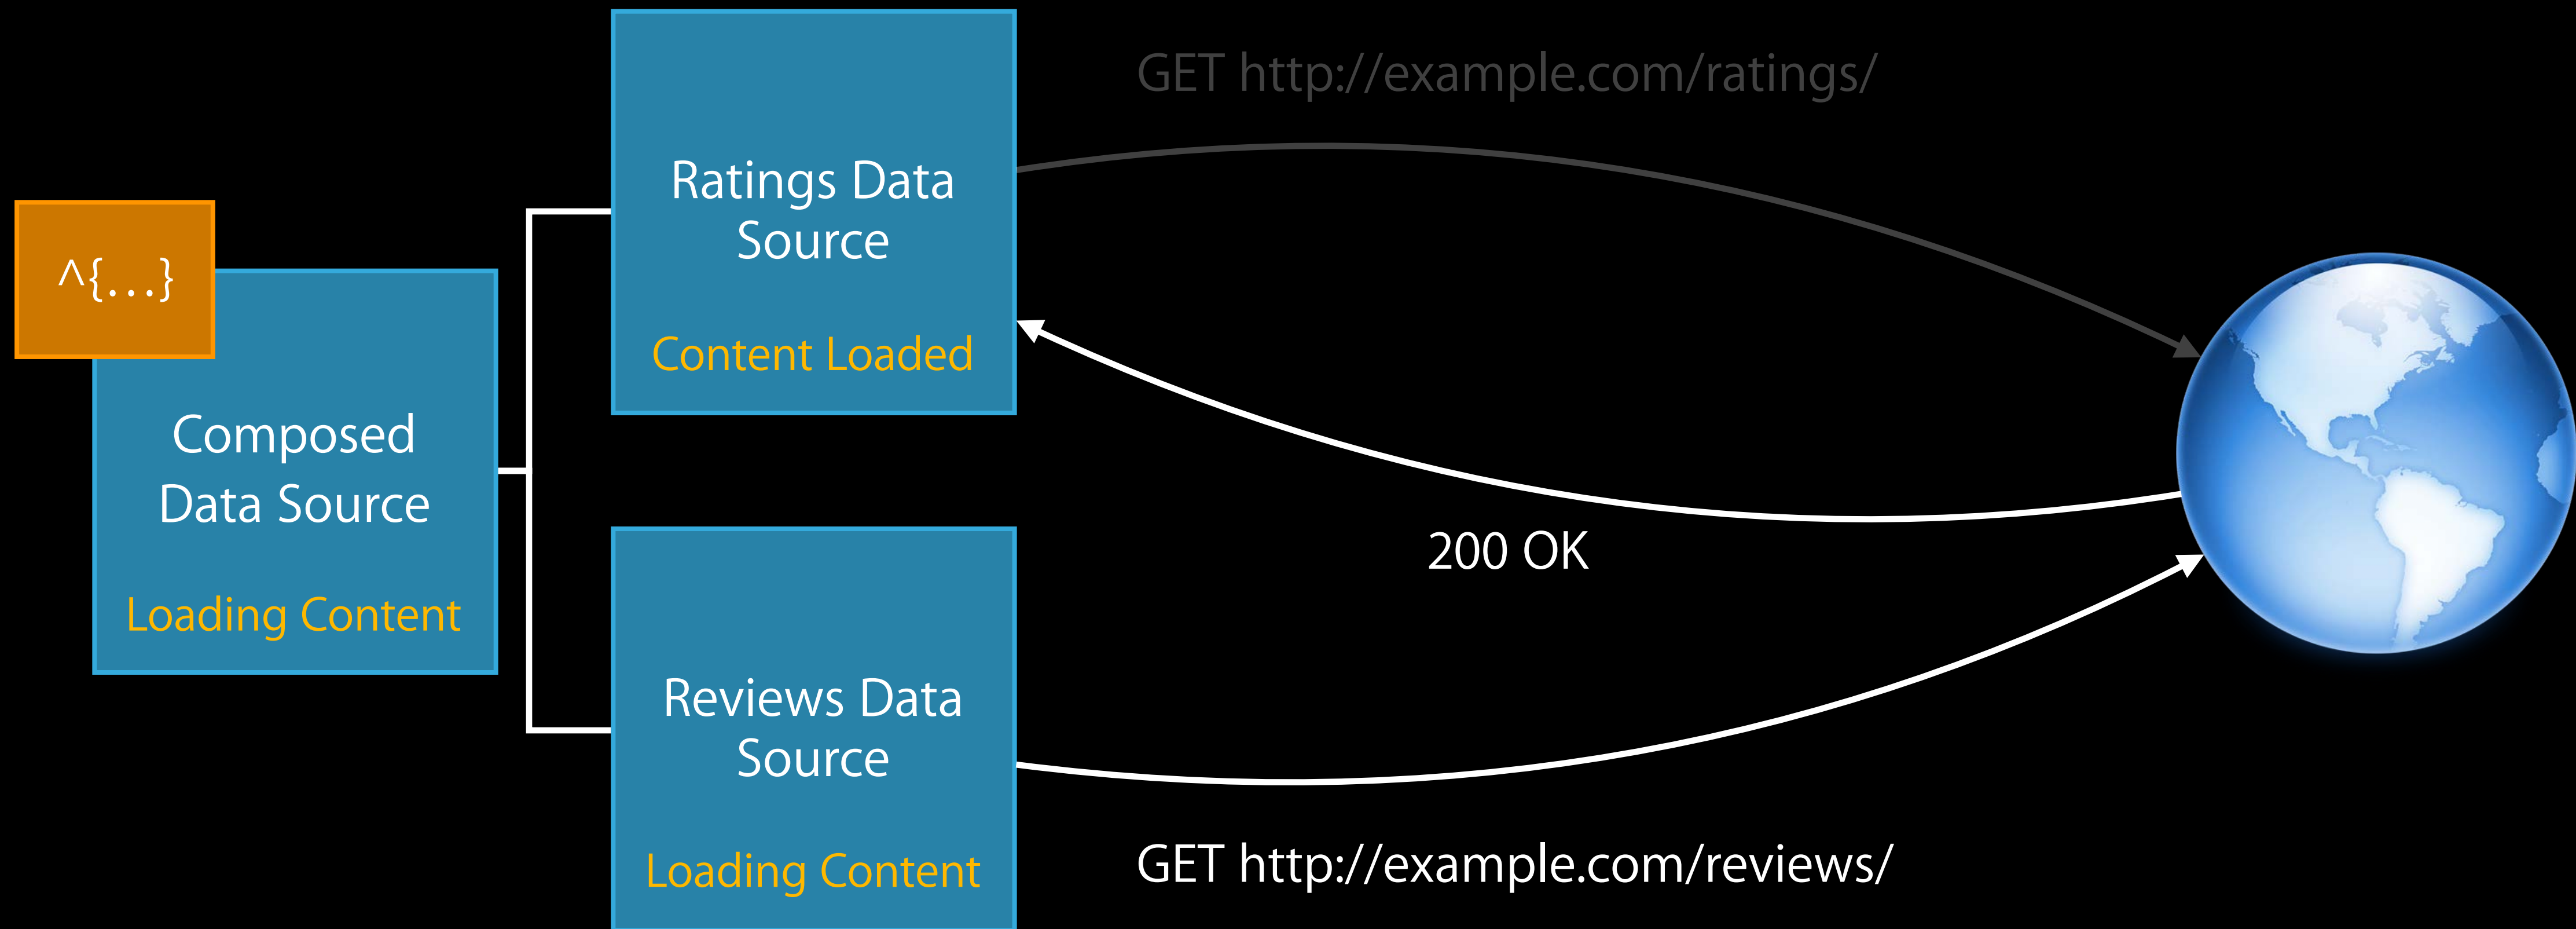 ^{…}
Composed
Data Source
Loading Content
Ratings Data
Source
Content Loaded
Reviews Data
Source
Loading Content
GET http://example.com/ratings/
200 OK
GET http://example.com/reviews/